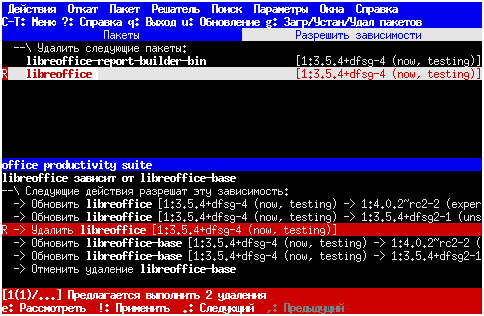 Действия Откат Пакет Решатель Поиск Параметры Окна Справка
C-T: Меню ?: Справка q: Выход u: Обновление g: Загр/Устан/Удал пакетов
Пакеты Разрешить зависимости
--\ Удалить следующие пакеты:
libreoffice-report-builder-bin [1:3.5.4+dfsg-4 (now, testing)]
R libreoffice [1:3.5.4+dfsg-4 (now, testing)]
office productivity suite
libreoffice зависит от libreoffice-base
--\ Следующие действия разрешат эту зависимость:
-> Обновить libreoffice [1:3.5.4+dfsg-4 (now, testing) -> 1:4.0.2~rc2-2 (exper
-> Обновить libreoffice [1:3.5.4+dfsg-4 (now, testing) -> 1:3.5.4+dfsg2-1 (uns
R -> Удалить libreoffice [1:3.5.4+dfsg-4 (now, testing)]
-> Обновить libreoffice-base [1:3.5.4+dfsg-4 (now, testing) -> 1:4.0.2~rc2-2 (
-> Обновить libreoffice-base [1:3.5.4+dfsg-4 (now, testing) -> 1:3.5.4+dfsg2-1
-> Отменить удаление libreoffice-base
[1(1)/...] Предлагается выполнить 2 удаления
e: Рассмотреть !: Применить .: Следующий ,: Предыдущий